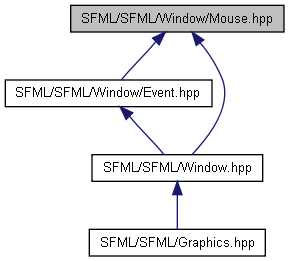 SFML/SFML/Window/Mouse.hpp
SFML/SFML/Window/Event.hpp
SFML/SFML/Window.hpp
SFML/SFML/Graphics.hpp